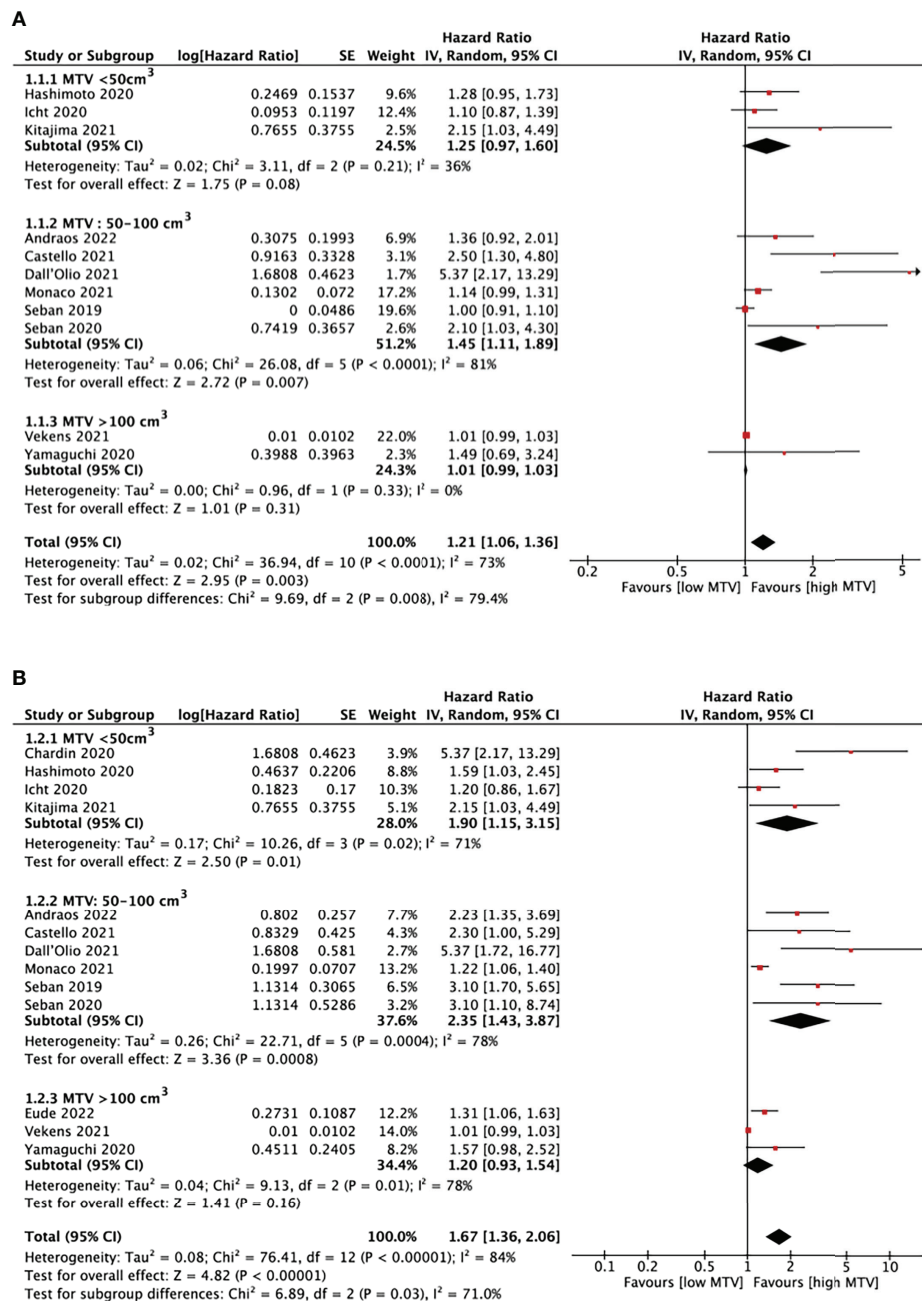 A
Hazard Ratio Hazard Ratio
Study or Subgroup log[Hazard Ratio] SE Weight IV, Random, 95% CI IV, Random, 95% CI
1.1.1 MTV <50cm³
Hashimoto 2020 0.2469 0.1537 9.6% 1.28 [0.95, 1.73]
Icht 2020 0.0953 0.1197 12.4% 1.10 [0.87, 1.39]
Kitajima 2021 0.7655 0.3755 2.5% 2.15 [1.03, 4.49]
Subtotal (95% CI) 24.5% 1.25 [0.97, 1.60]
Heterogeneity: Tau² = 0.02; Chi² = 3.11, df = 2 (P = 0.21); I² = 36%
Test for overall effect: Z = 1.75 (P = 0.08)
1.1.2 MTV : 50–100 cm³
Andraos 2022 0.3075 0.1993 6.9% 1.36 [0.92, 2.01]
Castello 2021 0.9163 0.3328 3.1% 2.50 [1.30, 4.80]
Dall'Olio 2021 1.6808 0.4623 1.7% 5.37 [2.17, 13.29]
Monaco 2021 0.1302 0.072 17.2% 1.14 [0.99, 1.31]
Seban 2019 0 0.0486 19.6% 1.00 [0.91, 1.10]
Seban 2020 0.7419 0.3657 2.6% 2.10 [1.03, 4.30]
Subtotal (95% CI) 51.2% 1.45 [1.11, 1.89]
Heterogeneity: Tau² = 0.06; Chi² = 26.08, df = 5 (P < 0.0001); I² = 81%
Test for overall effect: Z = 2.72 (P = 0.007)
1.1.3 MTV >100 cm³
Vekens 2021 0.01 0.0102 22.0% 1.01 [0.99, 1.03]
Yamaguchi 2020 0.3988 0.3963 2.3% 1.49 [0.69, 3.24]
Subtotal (95% CI) 24.3% 1.01 [0.99, 1.03]
Heterogeneity: Tau² = 0.00; Chi² = 0.96, df = 1 (P = 0.33); I² = 0%
Test for overall effect: Z = 1.01 (P = 0.31)
Total (95% CI) 100.0% 1.21 [1.06, 1.36]
Heterogeneity: Tau² = 0.02; Chi² = 36.94, df = 10 (P <0.0001); I² = 73%
Test for overall effect: Z = 2.95 (P = 0.003)
Test for subgroup differences: Chi² = 9.69, df = 2 (P = 0.008), I² = 79.4%
0.2 0.5 1 2 5
Favours [low MTV] Favours [high MTV]
B
Hazard Ratio Hazard Ratio
Study or Subgroup log[Hazard Ratio] SE Weight IV, Random, 95% CI IV, Random, 95% CI
1.2.1 MTV <50cm³
Chardin 2020 1.6808 0.4623 3.9% 5.37 [2.17, 13.29]
Hashimoto 2020 0.4637 0.2206 8.8% 1.59 [1.03, 2.45]
Icht 2020 0.1823 0.17 10.3% 1.20 [0.86, 1.67]
Kitajima 2021 0.7655 0.3755 5.1% 2.15 [1.03, 4.49]
Subtotal (95% CI) 28.0% 1.90 [1.15, 3.15]
Heterogeneity: Tau² = 0.17; Chi² = 10.26, df = 3 (P = 0.02); I² = 71%
Test for overall effect: Z = 2.50 (P = 0.01)
1.2.2 MTV: 50–100 cm³
Andraos 2022 0.802 0.257 7.7% 2.23 [1.35, 3.69]
Castello 2021 0.8329 0.425 4.3% 2.30 [1.00, 5.29]
Dall'Olio 2021 1.6808 0.581 2.7% 5.37 [1.72, 16.77]
Monaco 2021 0.1997 0.0707 13.2% 1.22 [1.06, 1.40]
Seban 2019 1.1314 0.3065 6.5% 3.10 [1.70, 5.65]
Seban 2020 1.1314 0.5286 3.2% 3.10 [1.10, 8.74]
Subtotal (95% CI) 37.6% 2.35 [1.43, 3.87]
Heterogeneity: Tau² = 0.26; Chi² = 22.71, df = 5 (P = 0.0004); I² = 78%
Test for overall effect: Z = 3.36 (P = 0.0008)
1.2.3 MTV >100 cm³
Eude 2022 0.2731 0.1087 12.2% 1.31 [1.06, 1.63]
Vekens 2021 0.01 0.0102 14.0% 1.01 [0.99, 1.03]
Yamaguchi 2020 0.4511 0.2405 8.2% 1.57 [0.98, 2.52]
Subtotal (95% CI) 34.4% 1.20 [0.93, 1.54]
Heterogeneity: Tau² = 0.04; Chi² = 9.13, df = 2 (P = 0.01); I² = 78%
Test for overall effect: Z = 1.41 (P = 0.16)
Total (95% CI) 100.0% 1.67 [1.36, 2.06]
Heterogeneity: Tau² = 0.08; Chi² = 76.41, df = 12 (P < 0.00001); I² = 84%
Test for overall effect: Z = 4.82 (P < 0.00001)
Test for subgroup differences: Chi² = 6.89, df = 2 (P = 0.03), I² = 71.0%
0.1 0.2 0.5 1 2 5 10
Favours [low MTV] Favours [high MTV]